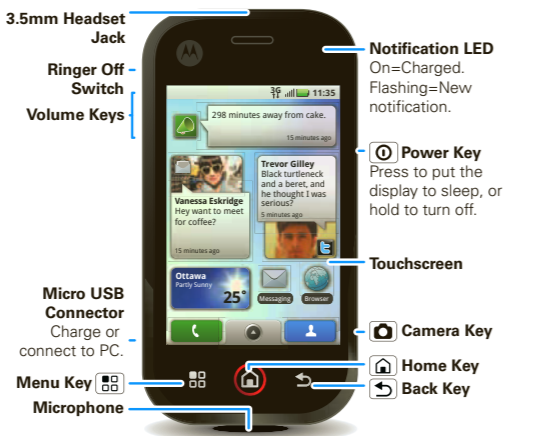 3.5mm Headset
Jack
Ringer Off
Switch
Volume Keys
Micro USB
Connector
Charge or
connect to PC.
Menu Key
Microphone
3G 11:35
298 minutes away from cake.
15 minutes ago
Vanessa Eskridge
Hey want to meet
for coffee?
15 minutes ago
Trevor Gilley
Black turtleneck
and a beret, and
he thought I was
serious?
5 minutes ago
Ottawa
Partly Sunny
25°
Messaging
Browser
Notification LED
On=Charged.
Flashing=New
notification.
Power Key
Press to put the
display to sleep, or
hold to turn off.
Touchscreen
Camera Key
Home Key
Back Key